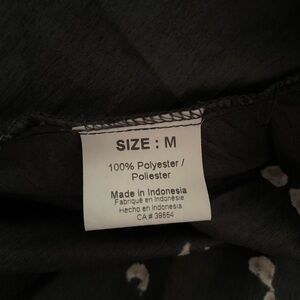 SIZE : M
100% Polyester /
Poliester
Made in Indonesia
Fabriqué en Indonésie
Hecho en Indonesia
CA # 38554